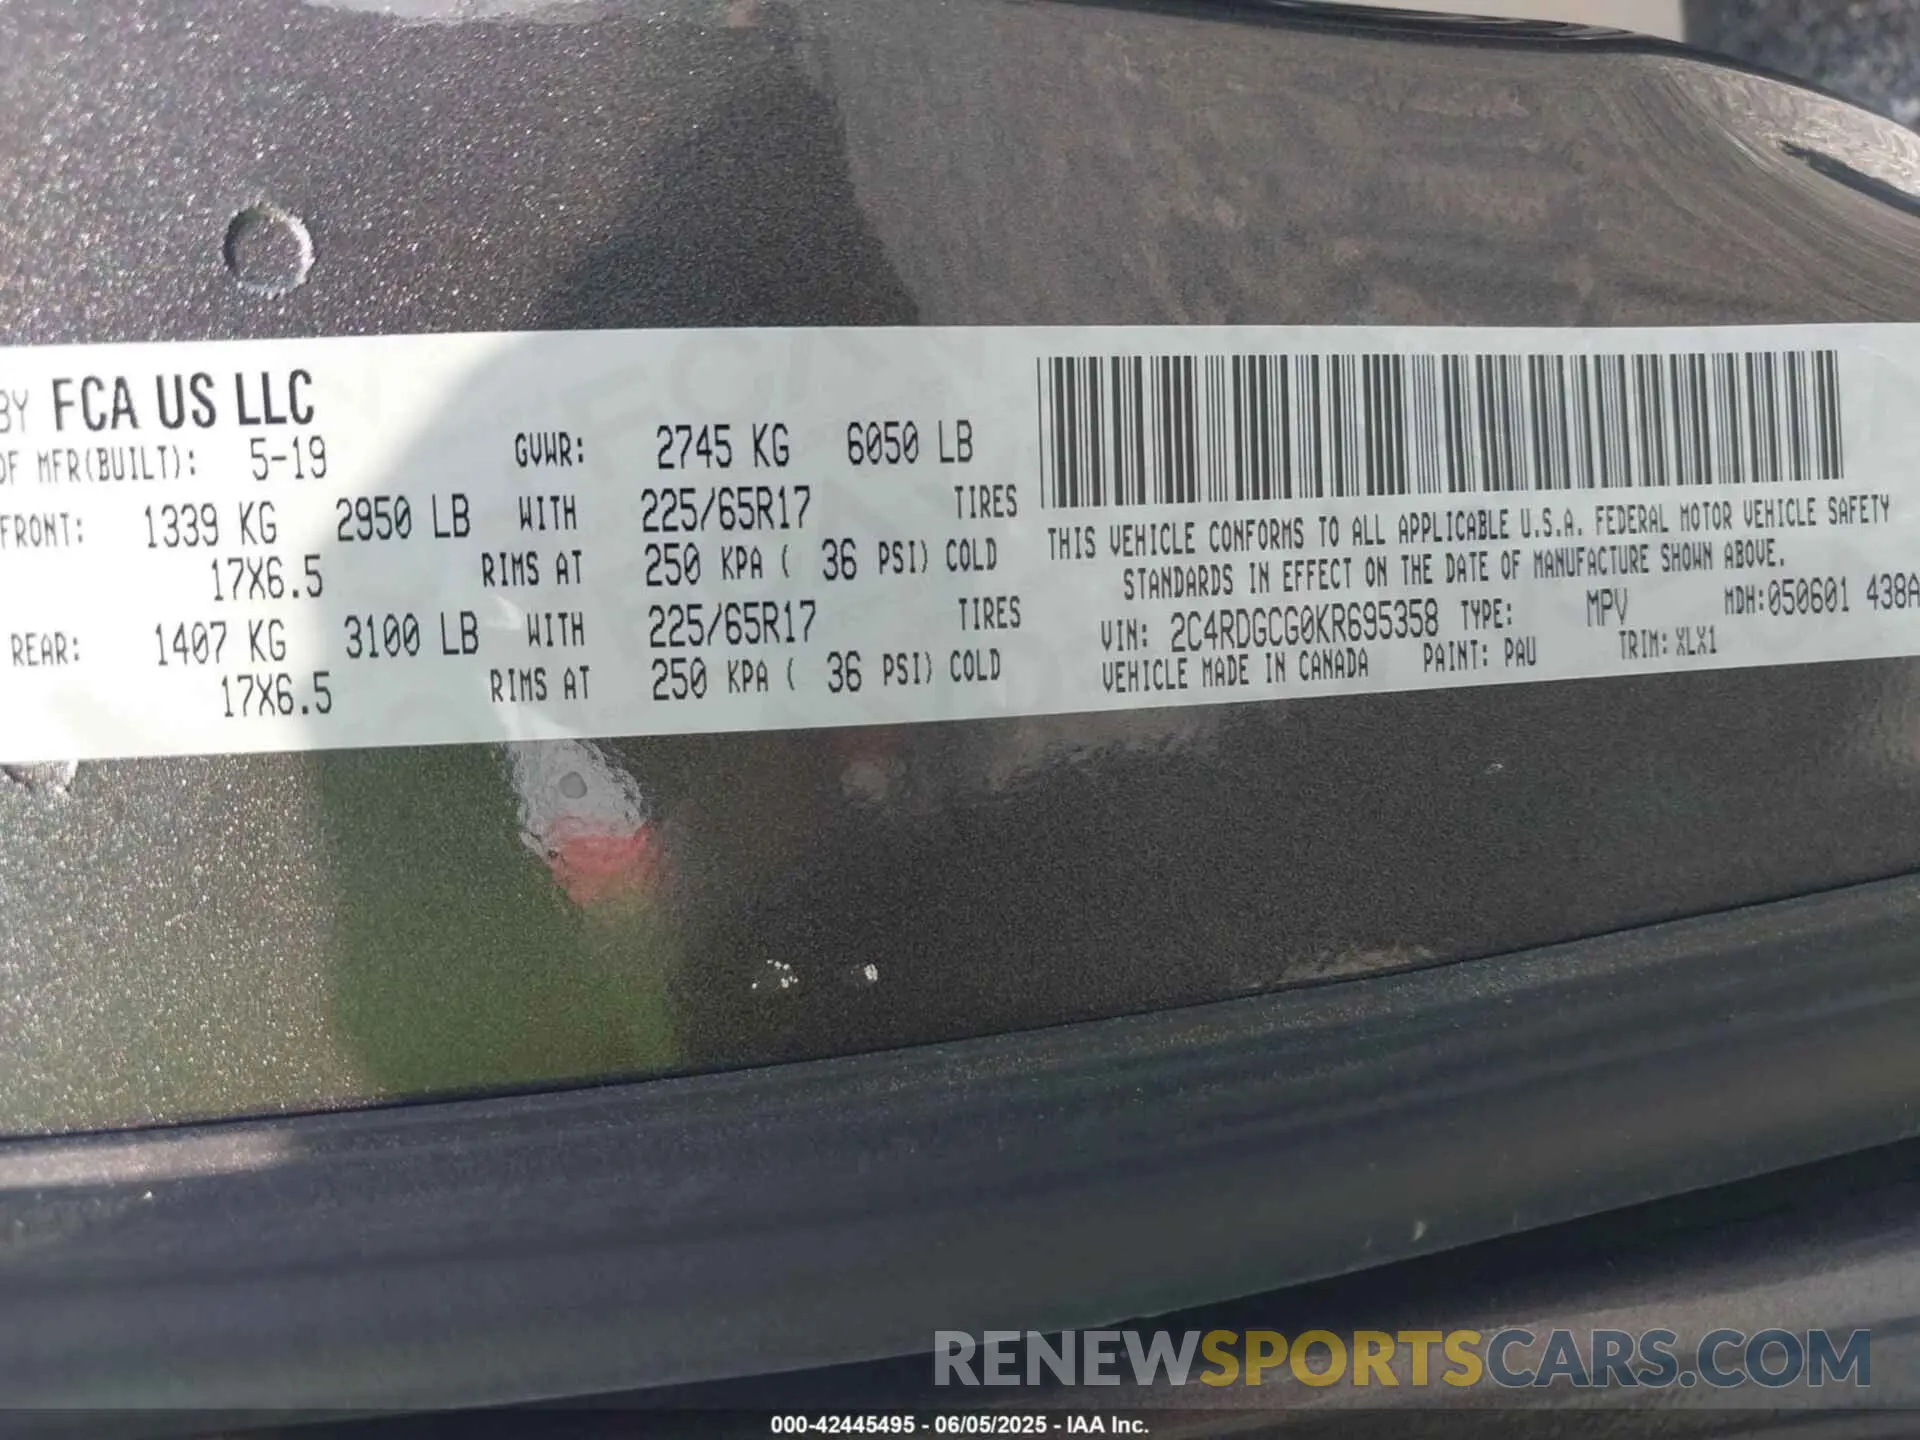 BY FCA US LLC
OF MFR(BUILT): 5-19 GVWR: 2745 KG 6050 LB
FRONT: 1339 KG 2950 LB WITH 225/65R17 TIRES
17X6.5 RIMS AT 250 KPA ( 36 PSI) COLD
REAR: 1407 KG 3100 LB WITH 225/65R17 TIRES
17X6.5 RIMS AT 250 KPA ( 36 PSI) COLD
THIS VEHICLE CONFORMS TO ALL APPLICABLE U.S.A. FEDERAL MOTOR VEHICLE SAFETY
STANDARDS IN EFFECT ON THE DATE OF MANUFACTURE SHOWN ABOVE.
VIN: 2C4RDGCG0KR695358 TYPE: MPV MDH:050601 438A
VEHICLE MADE IN CANADA PAINT: PAU TRIM: XLX1
RENEWSPORTSCARS.COM
000-42445495 - 06/05/2025 - IAA Inc.